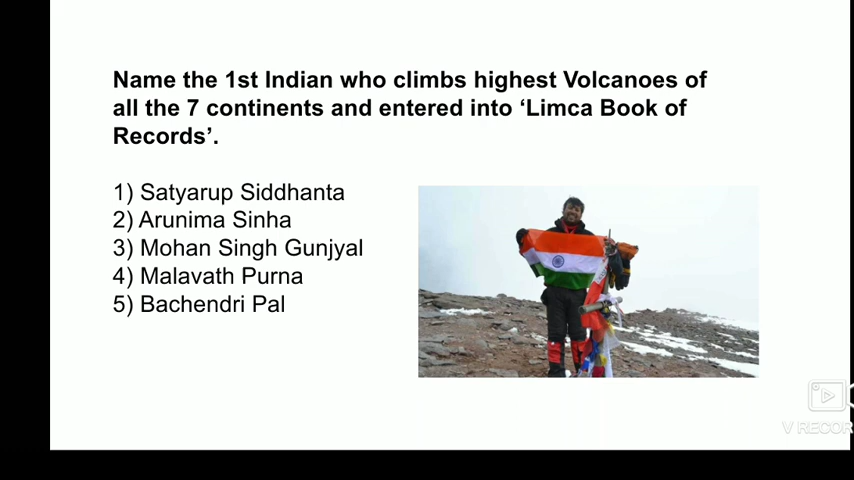 Name the 1st Indian who climbs highest Volcanoes of
all the 7 continents and entered into ‘Limca Book of
Records’.
1) Satyarup Siddhanta
2) Arunima Sinha
3) Mohan Singh Gunjyal
4) Malavath Purna
5) Bachendri Pal
V RECOR